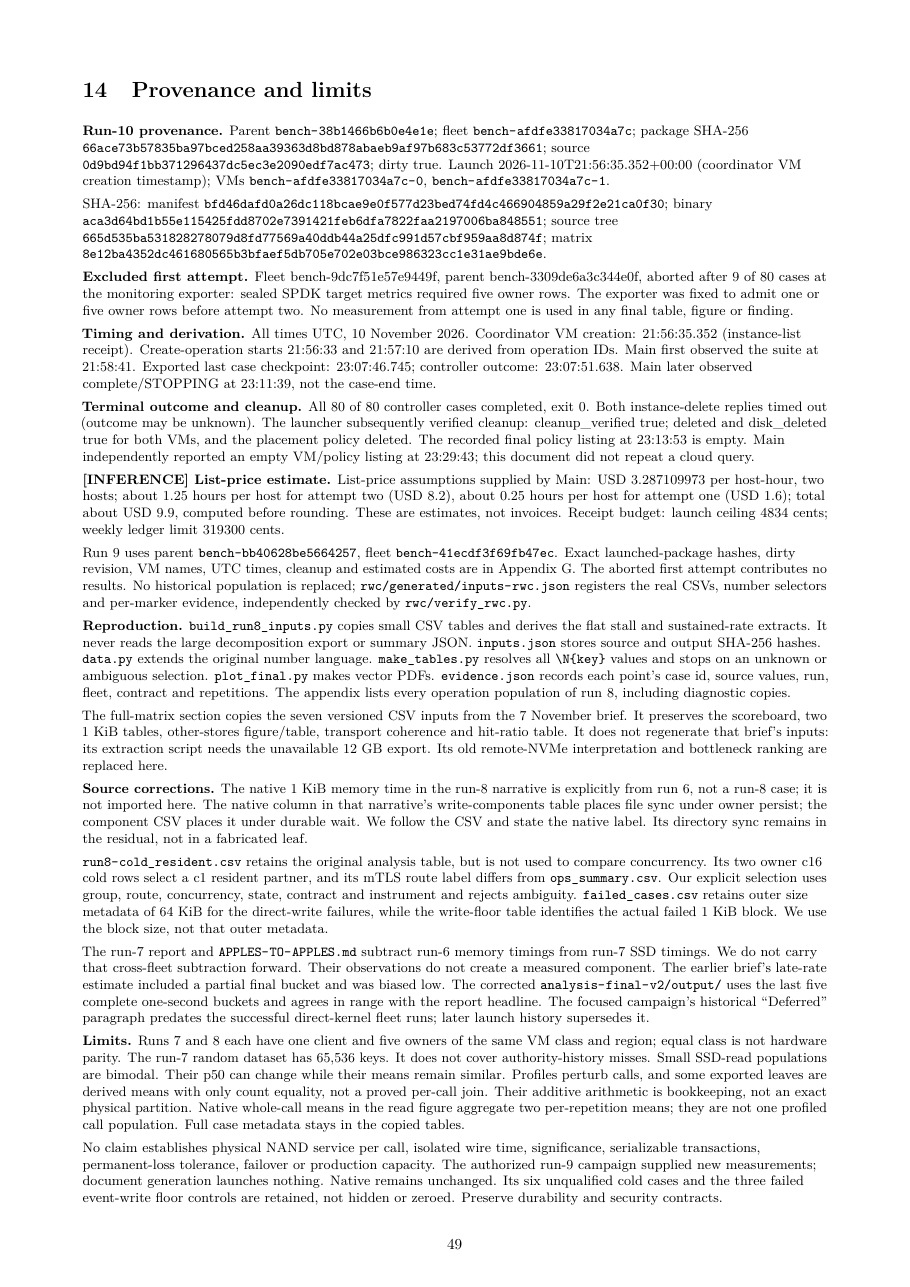 14 Provenance and limits
Run-10 provenance. Parent bench-38b1466b6b0e4e1e; fleet bench-afdfe33817034a7c; package SHA-256
66ace73b57835ba97bced258aa39363d8bd878abaeb9af97b683c53772df3661; source
0d9bd94f1bb371296437dc5ec3e2090edf7ac473; dirty true. Launch 2026-11-10T21:56:35.352+00:00 (coordinator VM
creation timestamp); VMs bench-afdfe33817034a7c-0, bench-afdfe33817034a7c-1.
SHA-256: manifest bfd46dafd0a26dc118bcae9e0f577d23bed74fd4c466904859a29f2e21ca0f30; binary
aca3d64bd1b55e115425fdd8702e7391421feb6dfa7822faa2197006ba848551; source tree
665d535ba531828278079d8fd77569a40ddb44a25dfc991d57cbf959aa8d874f; matrix
8e12ba4352dc461680565b3bfaef5db705e702e03bce986323cc1e31ae9bde6e.
Excluded first attempt. Fleet bench-9dc7f51e57e9449f, parent bench-3309de6a3c344e0f, aborted after 9 of 80 cases at
the monitoring exporter: sealed SPDK target metrics required five owner rows. The exporter was fixed to admit one or
five owner rows before attempt two. No measurement from attempt one is used in any final table, figure or finding.
Timing and derivation. All times UTC, 10 November 2026. Coordinator VM creation: 21:56:35.352 (instance-list
receipt). Create-operation starts 21:56:33 and 21:57:10 are derived from operation IDs. Main first observed the suite at
21:58:41. Exported last case checkpoint: 23:07:46.745; controller outcome: 23:07:51.638. Main later observed
complete/STOPPING at 23:11:39, not the case-end time.
Terminal outcome and cleanup. All 80 of 80 controller cases completed, exit 0. Both instance-delete replies timed out
(outcome may be unknown). The launcher subsequently verified cleanup: cleanup_verified true; deleted and disk_deleted
true for both VMs, and the placement policy deleted. The recorded final policy listing at 23:13:53 is empty. Main
independently reported an empty VM/policy listing at 23:29:43; this document did not repeat a cloud query.
[INFERENCE] List-price estimate. List-price assumptions supplied by Main: USD 3.287109973 per host-hour, two
hosts; about 1.25 hours per host for attempt two (USD 8.2), about 0.25 hours per host for attempt one (USD 1.6); total
about USD 9.9, computed before rounding. These are estimates, not invoices. Receipt budget: launch ceiling 4834 cents;
weekly ledger limit 319300 cents.
Run 9 uses parent bench-bb40628be5664257, fleet bench-41ecdf3f69fb47ec. Exact launched-package hashes, dirty
revision, VM names, UTC times, cleanup and estimated costs are in Appendix G. The aborted first attempt contributes no
results. No historical population is replaced; rwc/generated/inputs-rwc.json registers the real CSVs, number selectors
and per-marker evidence, independently checked by rwc/verify_rwc.py.
Reproduction. build_run8_inputs.py copies small CSV tables and derives the flat stall and sustained-rate extracts. It
never reads the large decomposition export or summary JSON. inputs.json stores source and output SHA-256 hashes.
data.py extends the original number language. make_tables.py resolves all \N{key} values and stops on an unknown or
ambiguous selection. plot_final.py makes vector PDFs. evidence.json records each point's case id, source values, run,
fleet, contract and repetitions. The appendix lists every operation population of run 8, including diagnostic copies.
The full-matrix section copies the seven versioned CSV inputs from the 7 November brief. It preserves the scoreboard, two
1 KiB tables, other-stores figure/table, transport coherence and hit-ratio table. It does not regenerate that brief's inputs:
its extraction script needs the unavailable 12 GB export. Its old remote-NVMe interpretation and bottleneck ranking are
replaced here.
Source corrections. The native 1 KiB memory time in the run-8 narrative is explicitly from run 6, not a run-8 case; it is
not imported here. The native column in that narrative's write-components table places file sync under owner persist; the
component CSV places it under durable wait. We follow the CSV and state the native label. Its directory sync remains in
the residual, not in a fabricated leaf.
run8-cold_resident.csv retains the original analysis table, but is not used to compare concurrency. Its two owner c16
cold rows select a c1 resident partner, and its mTLS route label differs from ops_summary.csv. Our explicit selection uses
group, route, concurrency, state, contract and instrument and rejects ambiguity. failed_cases.csv retains outer size
metadata of 64 KiB for the direct-write failures, while the write-floor table identifies the actual failed 1 KiB block. We use
the block size, not that outer metadata.
The run-7 report and APPLES-TO-APPLES.md subtract run-6 memory timings from run-7 SSD timings. We do not carry
that cross-fleet subtraction forward. Their observations do not create a measured component. The earlier brief's late-rate
estimate included a partial final bucket and was biased low. The corrected analysis-final-v2/output/ uses the last five
complete one-second buckets and agrees in range with the report headline. The focused campaign's historical “Deferred”
paragraph predates the successful direct-kernel fleet runs; later launch history supersedes it.
Limits. Runs 7 and 8 each have one client and five owners of the same VM class and region; equal class is not hardware
parity. The run-7 random dataset has 65,536 keys. It does not cover authority-history misses. Small SSD-read populations
are bimodal. Their p50 can change while their means remain similar. Profiles perturb calls, and some exported leaves are
derived means with only count equality, not a proved per-call join. Their additive arithmetic is bookkeeping, not an exact
physical partition. Native whole-call means in the read figure aggregate two per-repetition means; they are not one profiled
call population. Full case metadata stays in the copied tables.
No claim establishes physical NAND service per call, isolated wire time, significance, serializable transactions,
permanent-loss tolerance, failover or production capacity. The authorized run-9 campaign supplied new measurements;
document generation launches nothing. Native remains unchanged. Its six unqualified cold cases and the three failed
event-write floor controls are retained, not hidden or zeroed. Preserve durability and security contracts.
49